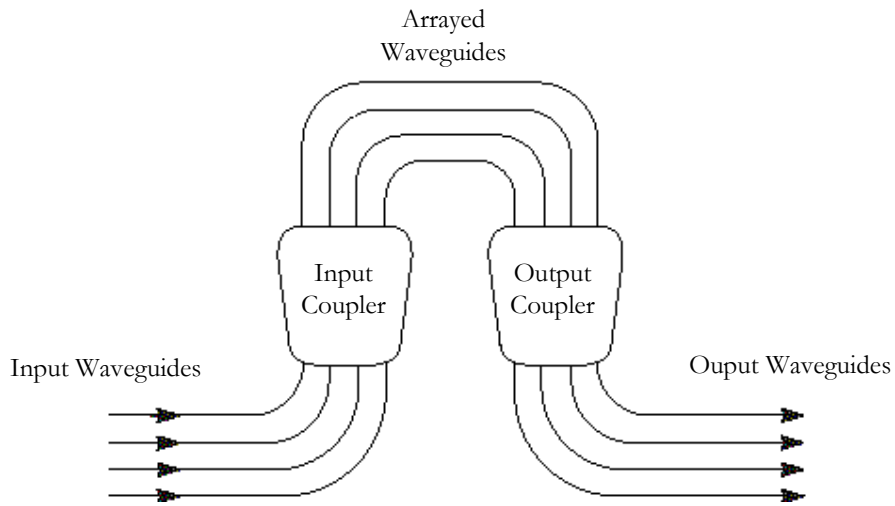 Arrayed
Waveguides
Input
Coupler
Output
Coupler
Input Waveguides
Ouput Waveguides